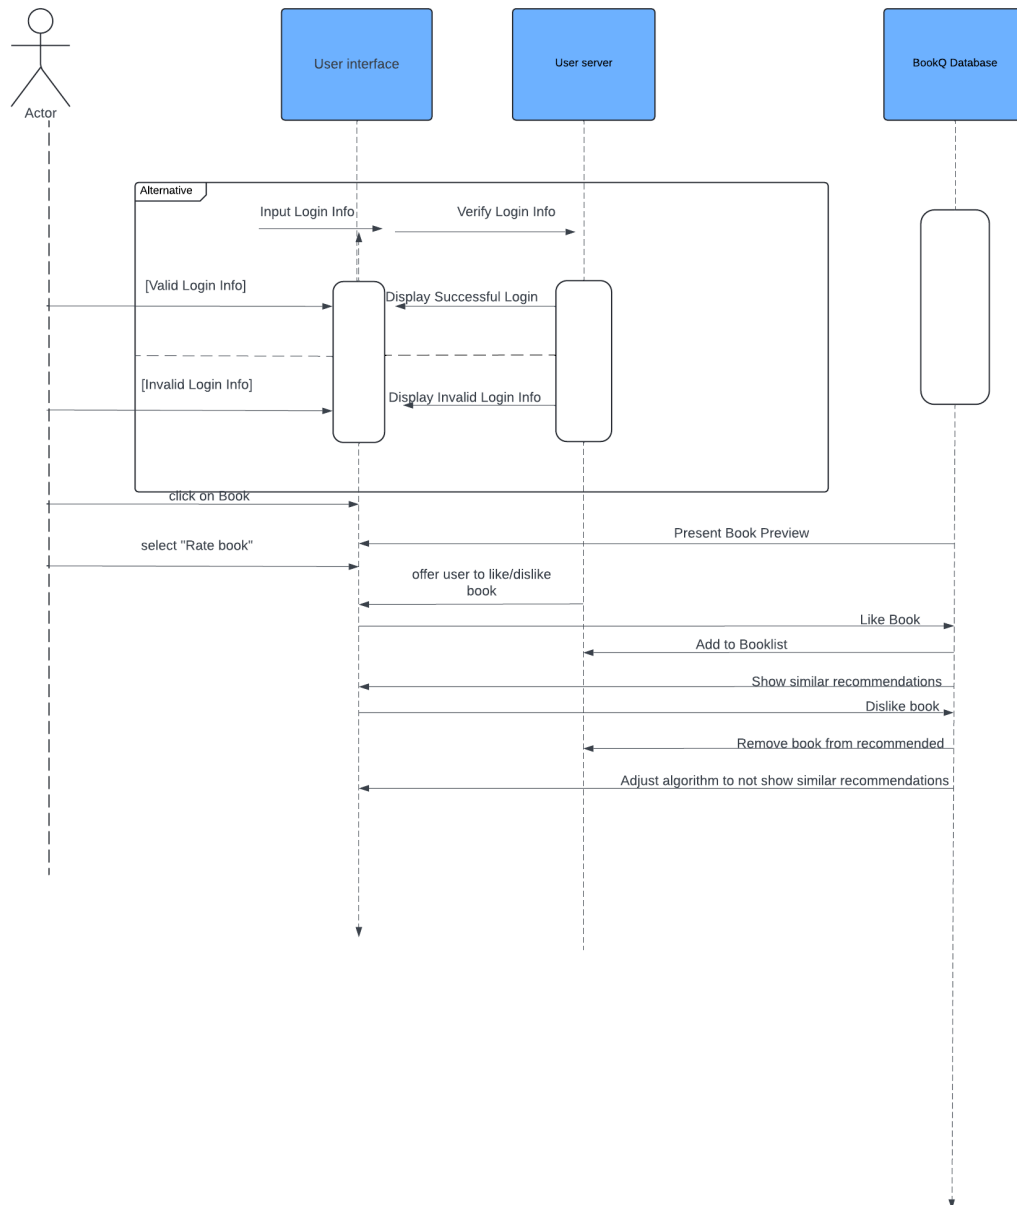 User interface
User server
BookQ Database
Actor
Alternative
Input Login Info
Verify Login Info
[Valid Login Info]
Display Successful Login
[Invalid Login Info]
Display Invalid Login Info
click on Book
Present Book Preview
select "Rate book"
offer user to like/dislike
book
Like Book
Add to Booklist
Show similar recommendations
Dislike book
Remove book from recommended
Adjust algorithm to not show similar recommendations